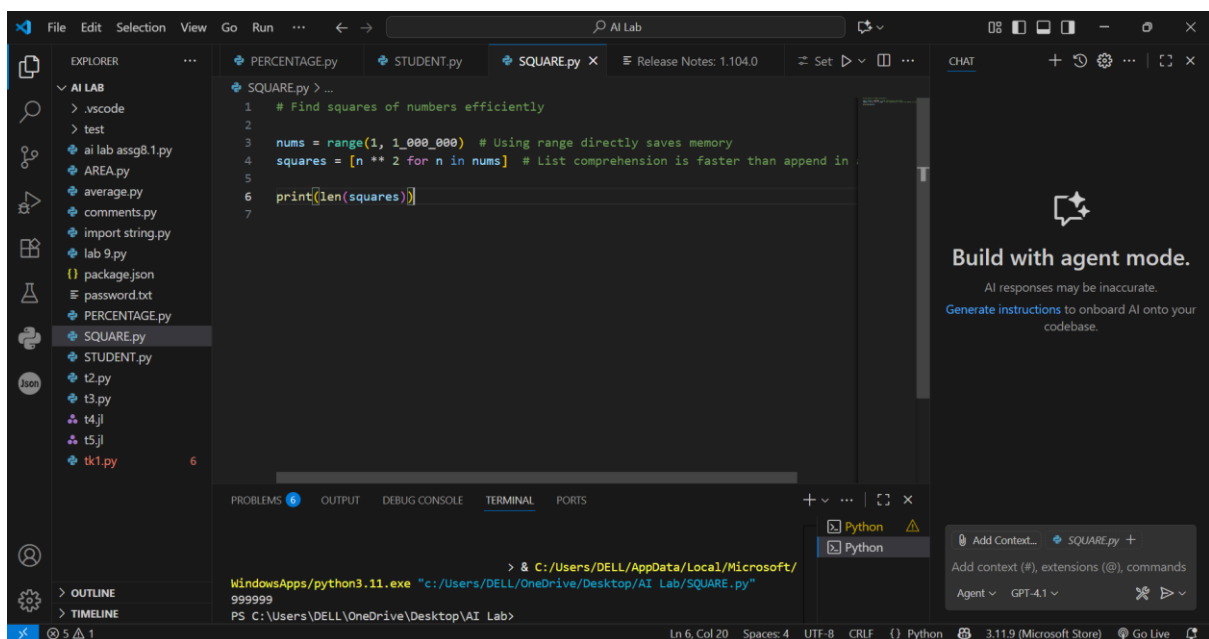 File Edit Selection View Go Run ··· AI Lab
EXPLORER ···
AI LAB
.vscode
test
ai lab assg8.1.py
AREA.py
average.py
comments.py
import string.py
lab 9.py
{} package.json
password.txt
PERCENTAGE.py
SQUARE.py
STUDENT.py
t2.py
t3.py
t4.jl
t5.jl
tk1.py 6
OUTLINE
TIMELINE
Json
PERCENTAGE.py STUDENT.py SQUARE.py Release Notes: 1.104.0 Set ···
SQUARE.py > ...
1 # Find squares of numbers efficiently
2
3 nums = range(1, 1_000_000) # Using range directly saves memory
4 squares = [n ** 2 for n in nums] # List comprehension is faster than append in
5
6 print(len(squares))
7
PROBLEMS 6 OUTPUT DEBUG CONSOLE TERMINAL PORTS
> & C:/Users/DELL/AppData/Local/Microsoft/
WindowsApps/python3.11.exe "c:/Users/DELL/OneDrive/Desktop/AI Lab/SQUARE.py"
999999
PS C:\Users\DELL\OneDrive\Desktop\AI Lab>
Python
Python
CHAT
Build with agent mode.
AI responses may be inaccurate.
Generate instructions to onboard AI onto your
codebase.
Add Context... SQUARE.py +
Add context (#), extensions (@), commands
Agent GPT-4.1
5 1 Ln 6, Col 20 Spaces: 4 UTF-8 CRLF {} Python 3.11.9 (Microsoft Store) Go Live